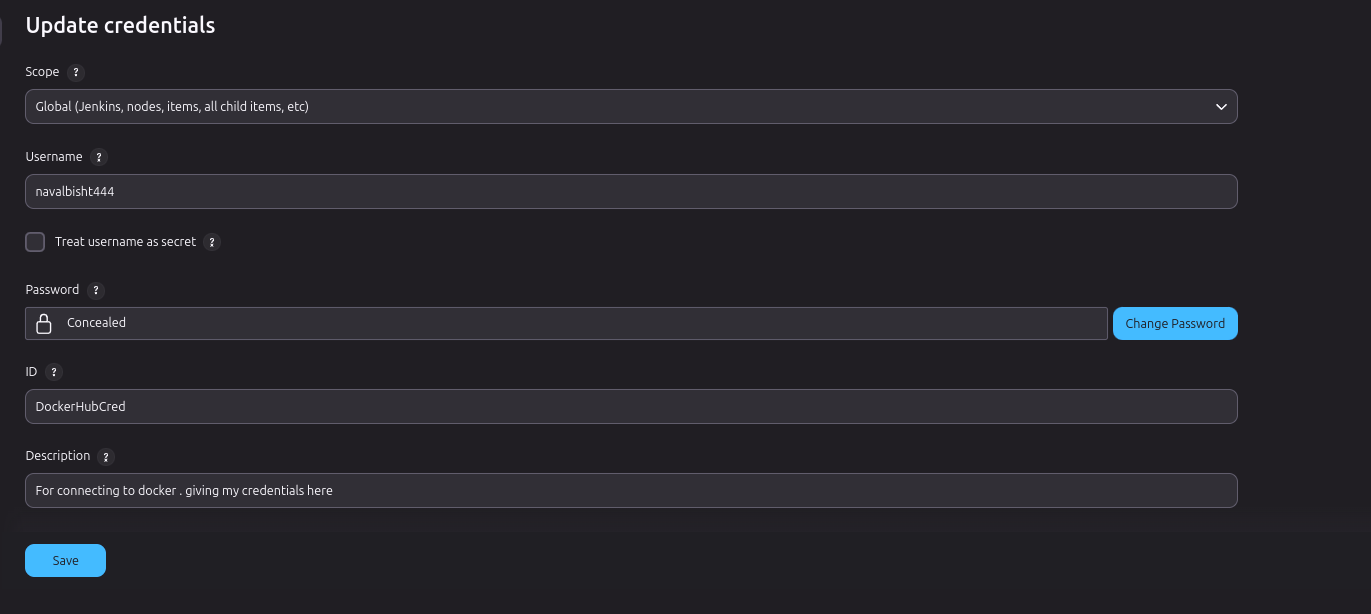 Update credentials
Scope ?
Global (Jenkins, nodes, items, all child items, etc)
Username ?
navalbisht444
Treat username as secret ?
Password ?
Concealed
Change Password
ID ?
DockerHubCred
Description ?
For connecting to docker . giving my credentials here
Save